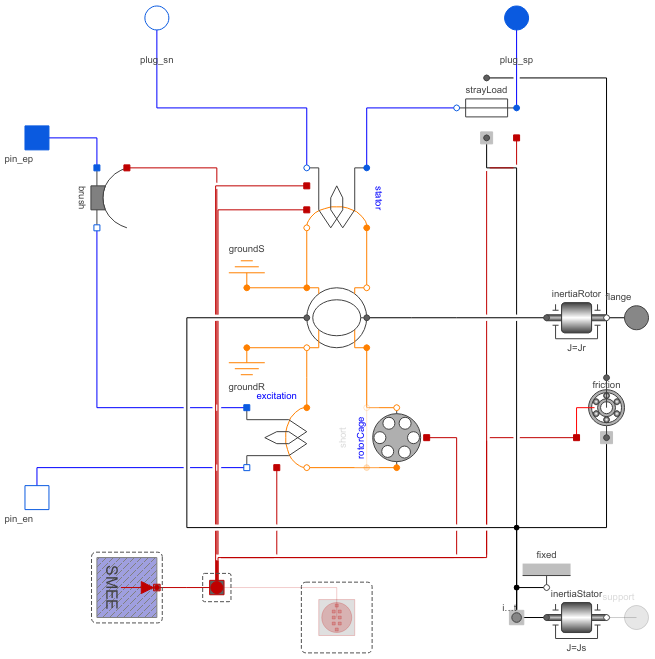 plug_sn
plug_sp
strayLoad
pin_ep
brush
stator
groundS
inertiaRotor
flange
J=Jr
groundR
friction
excitation
short
rotorCage
pin_en
SMEE
fixed
i...t
inertiaStator
support
J=Js